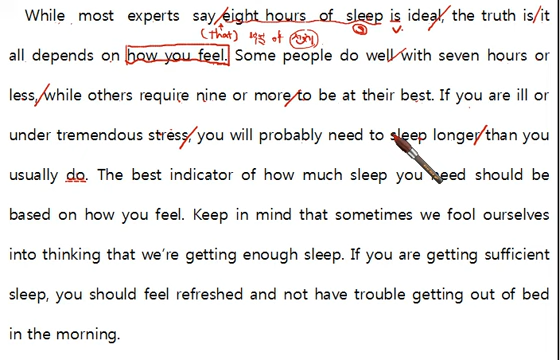 While most experts say eight hours of sleep is ideal, the truth is it
(that)
S
v.
all depends on how you feel. Some people do well with seven hours or
less, while others require nine or more to be at their best. If you are ill or
under tremendous stress, you will probably need to sleep longer than you
usually do. The best indicator of how much sleep you need should be
based on how you feel. Keep in mind that sometimes we fool ourselves
into thinking that we're getting enough sleep. If you are getting sufficient
sleep, you should feel refreshed and not have trouble getting out of bed
in the morning.